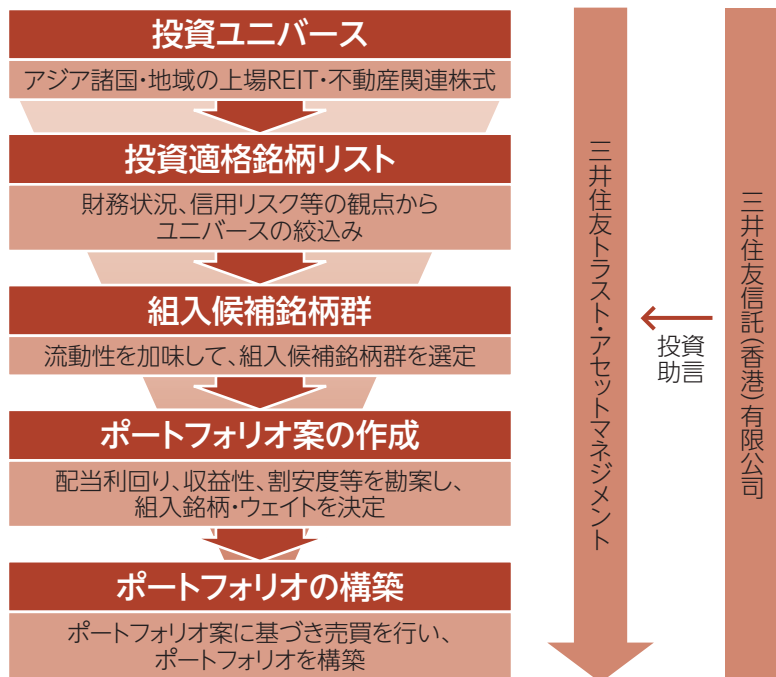 投資ユニバース
アジア諸国・地域の上場REIT・不動産関連株式
投資適格銘柄リスト
財務状況、信用リスク等の観点から
ユニバースの絞込み
組入候補銘柄群
流動性を加味して、組入候補銘柄群を選定
ポートフォリオ案の作成
配当利回り、収益性、割安度等を勘案し、
組入銘柄・ウェイトを決定
ポートフォリオの構築
ポートフォリオ案に基づき売買を行い、
ポートフォリオを構築
三井住友トラスト・アセットマネジメント
投資
助言
三井住友信託(香港)有限公司